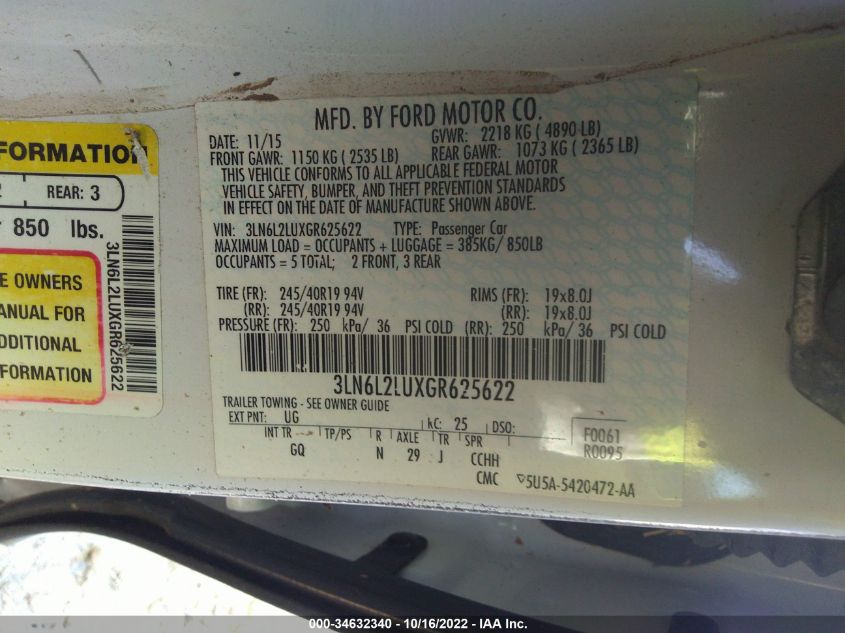 MFD. BY FORD MOTOR CO.
DATE: 11/15 GVWR: 2218 KG ( 4890 LB)
FRONT GAWR: 1150 KG ( 2535 LB) REAR GAWR: 1073 KG ( 2365 LB)
THIS VEHICLE CONFORMS TO ALL APPLICABLE FEDERAL MOTOR
VEHICLE SAFETY, BUMPER, AND THEFT PREVENTION STANDARDS
IN EFFECT ON THE DATE OF MANUFACTURE SHOWN ABOVE.
VIN: 3LN6L2LUXGR625622 TYPE: Passenger Car
MAXIMUM LOAD = OCCUPANTS + LUGGAGE = 385KG/ 850LB
OCCUPANTS = 5 TOTAL; 2 FRONT, 3 REAR
TIRE (FR): 245/40R19 94V RIMS (FR): 19x8.0J
(RR): 245/40R19 94V (RR): 19x8.0J
PRESSURE (FR): 250 kPa/ 36 PSI COLD (RR): 250 kPa/ 36 PSI COLD
3LN6L2LUXGR625622
TRAILER TOWING - SEE OWNER GUIDE
EXT PNT: UG kC: 25 DSO:
INT TR TP/PS R AXLE TR SPR
GQ N 29 J CCHH
CMC 5U5A-5420472-AA
F0061
R0095
FORMATION
REAR: 3
850 lbs.
E OWNERS
ANUAL FOR
DDITIONAL
FORMATION
3LN6L2LUXGR625622
000-34632340 - 10/16/2022 - IAA Inc.